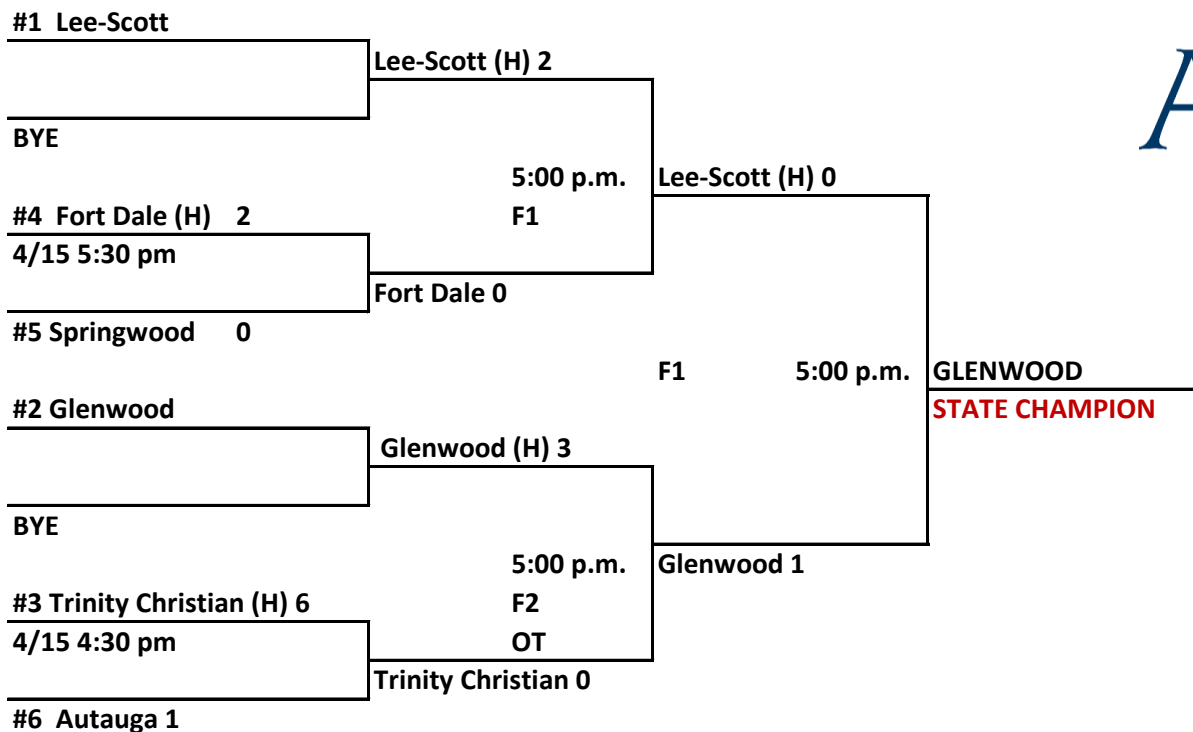 #1 Lee-Scott
Lee-Scott (H) 2
BYE
5:00 p.m.
Lee-Scott (H) 0
#4 Fort Dale (H) 2
F1
4/15 5:30 pm
Fort Dale 0
#5 Springwood 0
F1 5:00 p.m.
GLENWOOD
#2 Glenwood
STATE CHAMPION
Glenwood (H) 3
BYE
5:00 p.m.
Glenwood 1
#3 Trinity Christian (H) 6
F2
4/15 4:30 pm
OT
Trinity Christian 0
#6 Autauga 1
A